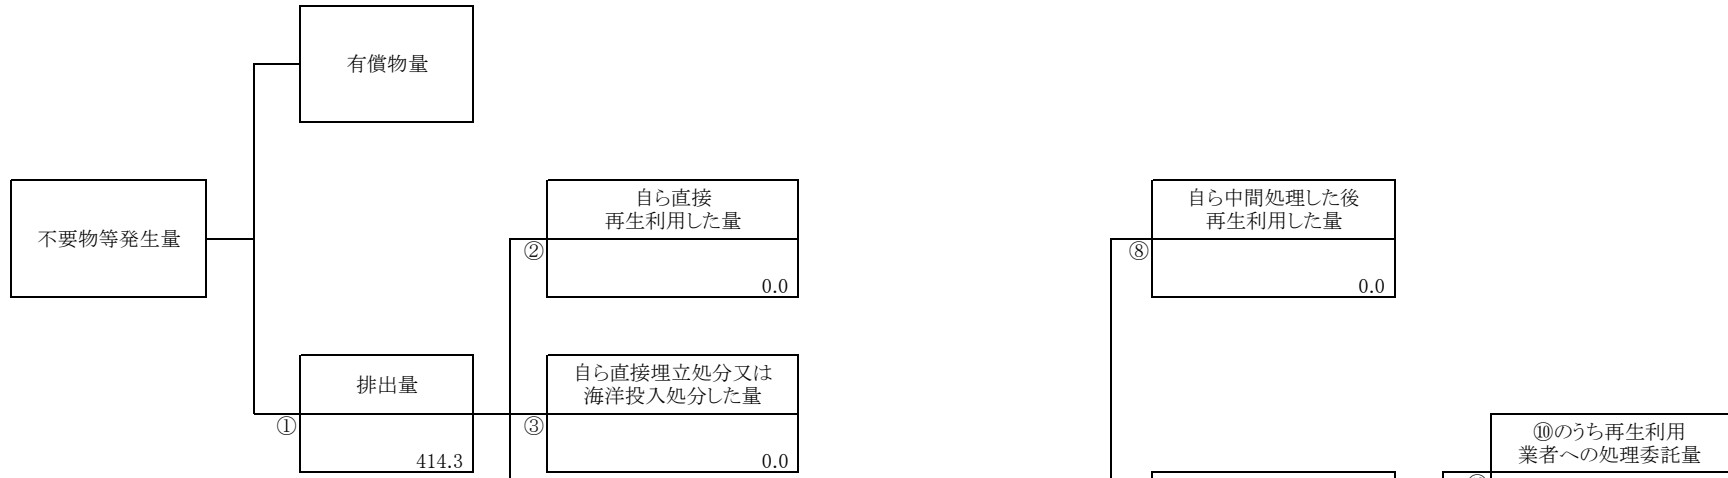 有償物量
不要物等発生量
自ら直接
再生利用した量
②
0.0
自ら中間処理した後
再生利用した量
⑧
0.0
排出量
①
414.3
自ら直接埋立処分又は
海洋投入処分した量
③
0.0
⑩のうち再生利用
業者への処理委託量